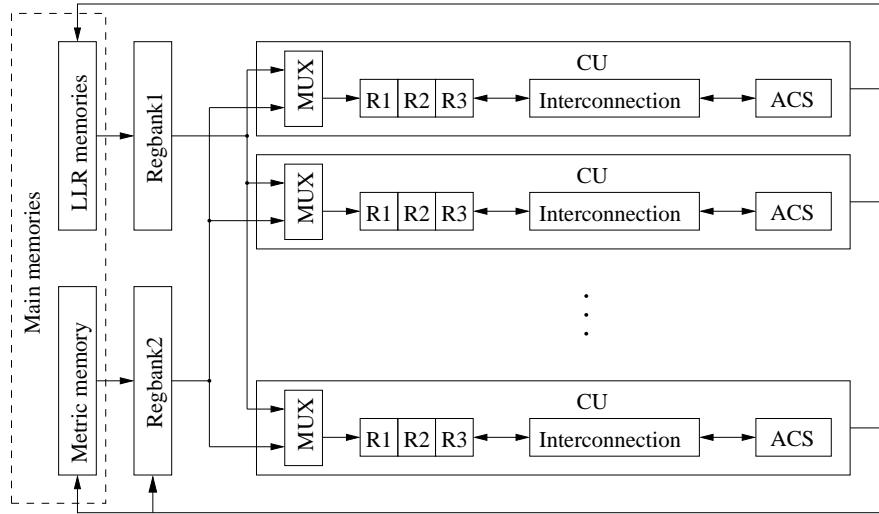 Main memories
LLR memories
Regbank1
CU
MUX
R1 R2 R3
Interconnection
ACS
CU
MUX
R1 R2 R3
Interconnection
ACS
Metric memory
Regbank2
CU
MUX
R1 R2 R3
Interconnection
ACS